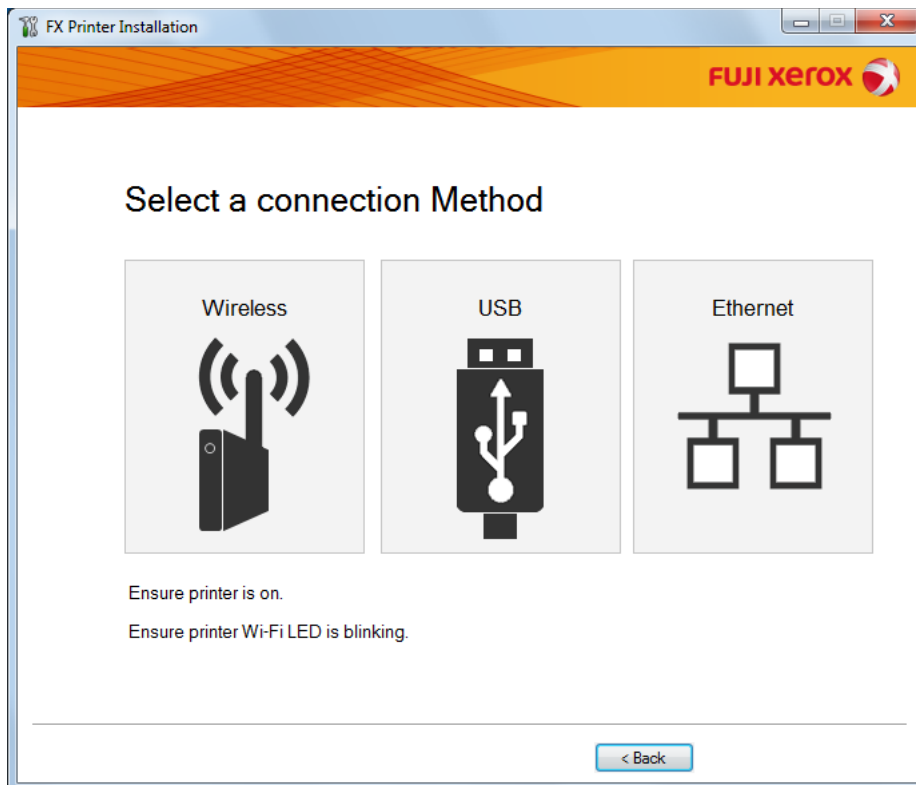 FX Printer Installation
FUJI xerox
Select a connection Method
Wireless
USB
Ethernet
Ensure printer is on.
Ensure printer Wi-Fi LED is blinking.
< Back